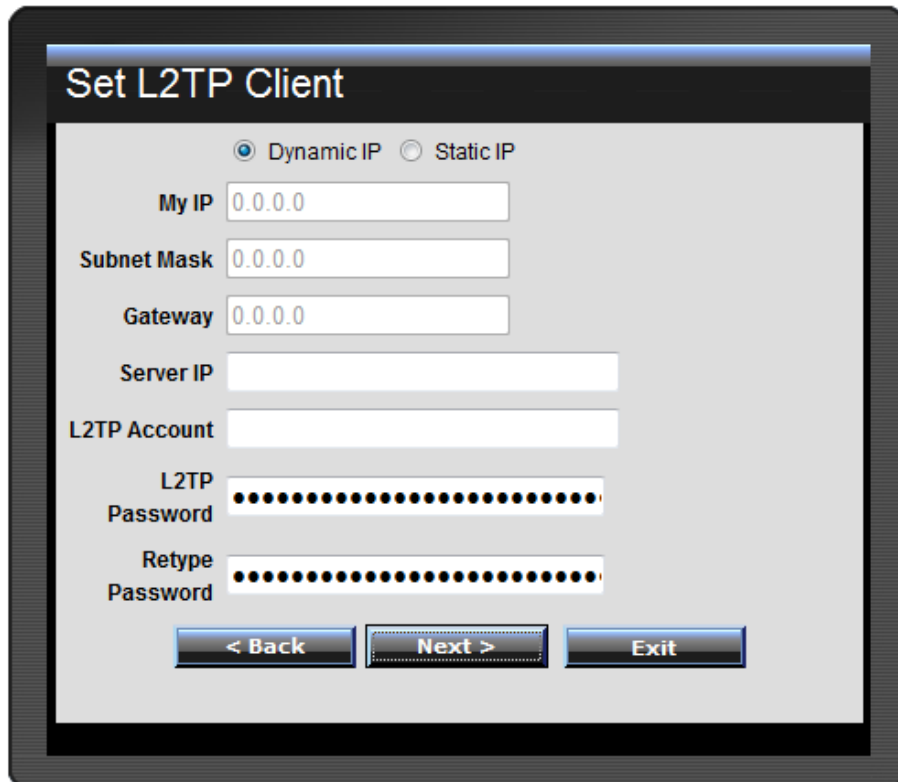 Set L2TP Client
Dynamic IP Static IP
My IP 0.0.0.0
Subnet Mask 0.0.0.0
Gateway 0.0.0.0
Server IP
L2TP Account
L2TP
Password
Retype
Password
< Back Next > Exit